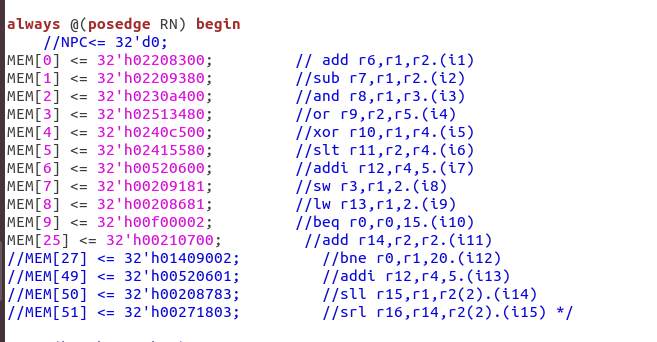 always @(posedge RN) begin
//NPC<= 32'd0;
MEM[0] <= 32'h02208300; // add r6,r1,r2.(i1)
MEM[1] <= 32'h02209380; //sub r7,r1,r2.(i2)
MEM[2] <= 32'h0230a400; //and r8,r1,r3.(i3)
MEM[3] <= 32'h02513480; //or r9,r2,r5.(i4)
MEM[4] <= 32'h0240c500; //xor r10,r1,r4.(i5)
MEM[5] <= 32'h02415580; //slt r11,r2,r4.(i6)
MEM[6] <= 32'h00520600; //addi r12,r4,5.(i7)
MEM[7] <= 32'h00209181; //sw r3,r1,2.(i8)
MEM[8] <= 32'h00208681; //lw r13,r1,2.(i9)
MEM[9] <= 32'h00f00002; //beq r0,r0,15.(i10)
MEM[25] <= 32'h00210700; //add r14,r2,r2.(i11)
//MEM[27] <= 32'h01409002; //bne r0,r1,20.(i12)
//MEM[49] <= 32'h00520601; //addi r12,r4,5.(i13)
//MEM[50] <= 32'h00208783; //sll r15,r1,r2(2).(i14)
//MEM[51] <= 32'h00271803; //srl r16,r14,r2(2).(i15) */